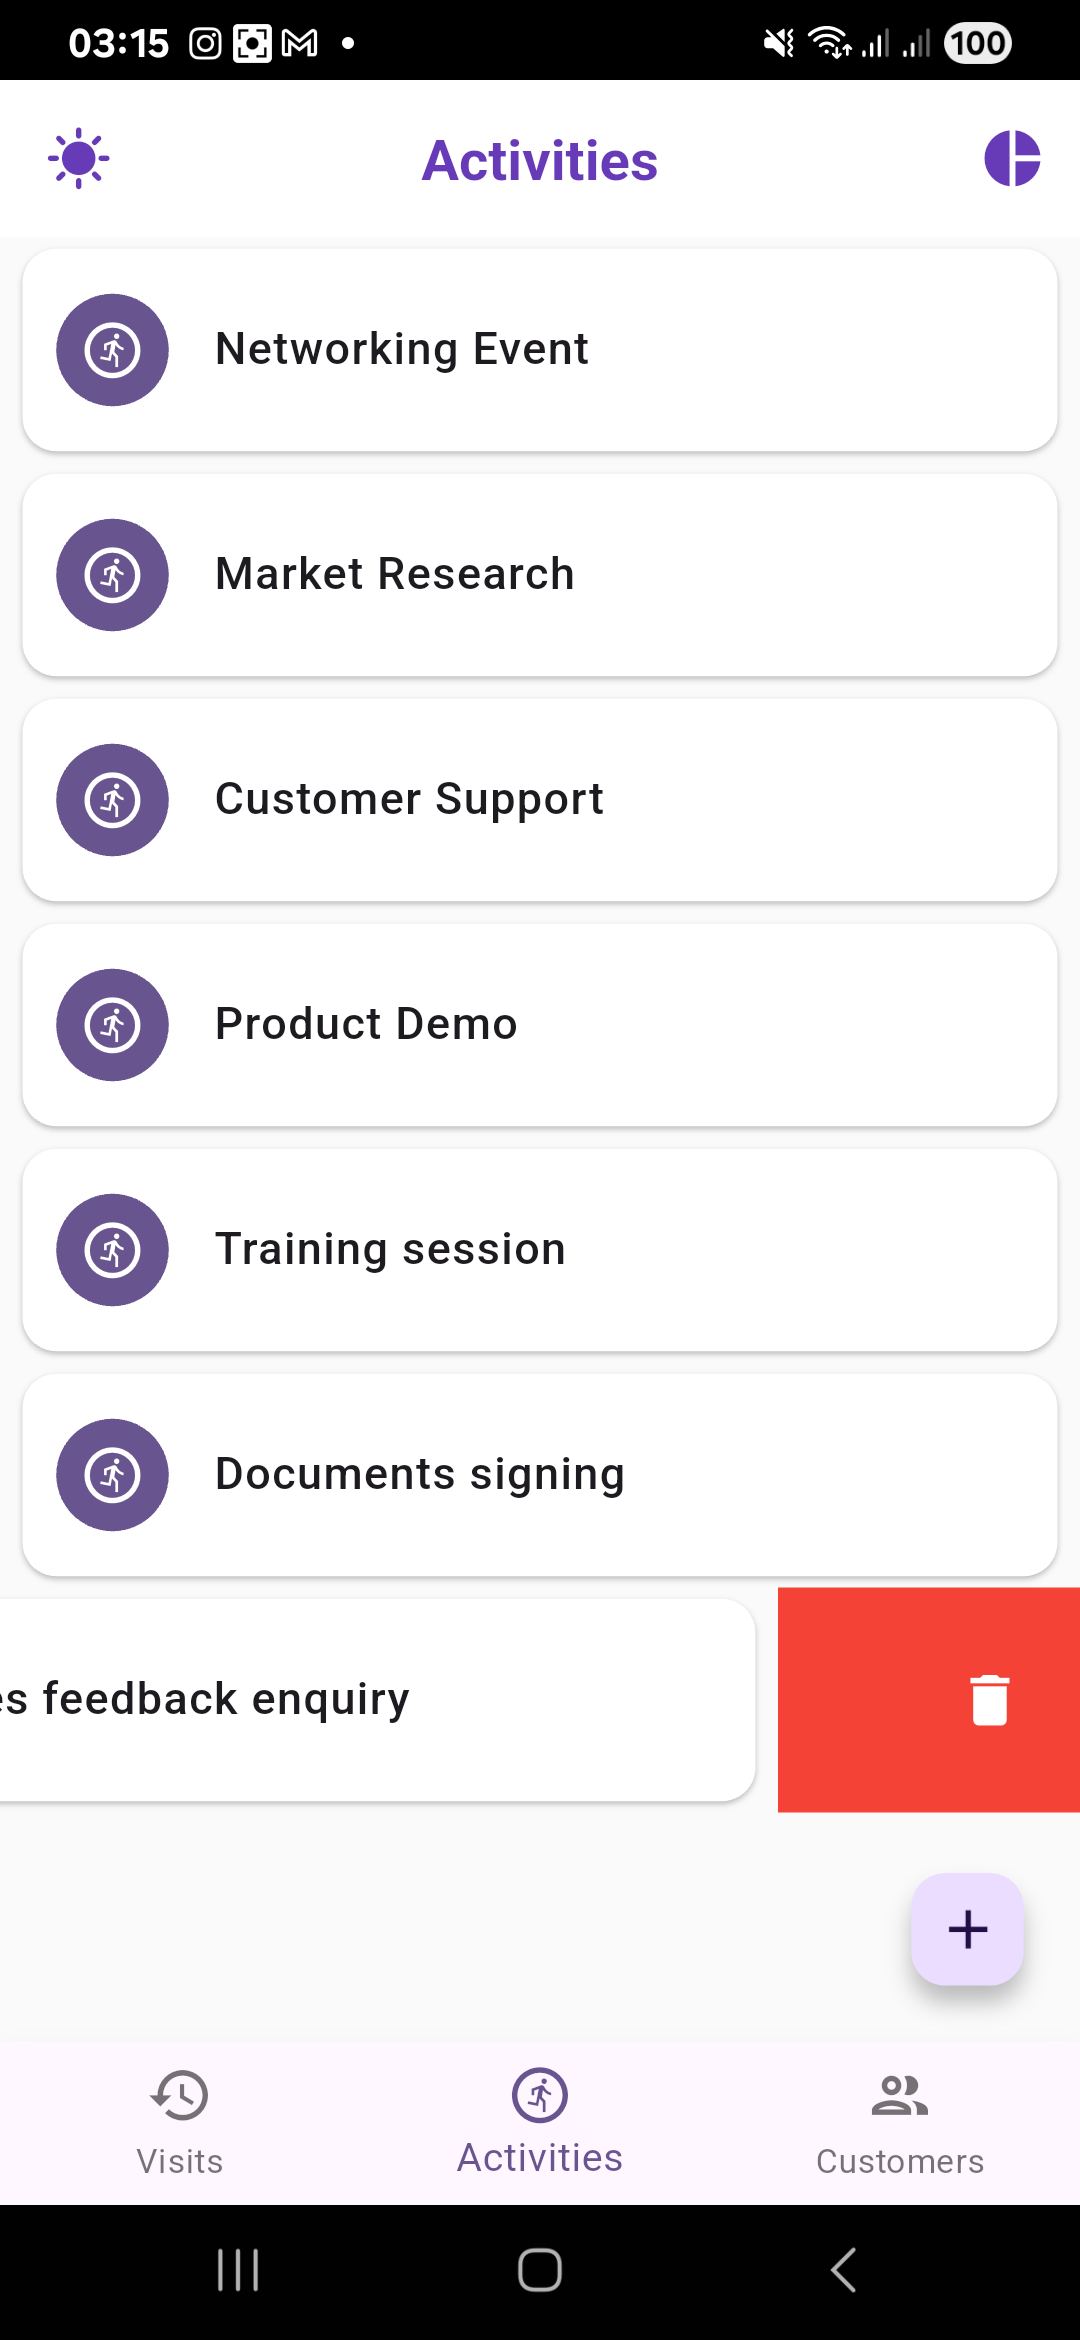 03:15
100
Activities
Networking Event
Market Research
Customer Support
Product Demo
Training session
Documents signing
es feedback enquiry
Visits
Activities
Customers